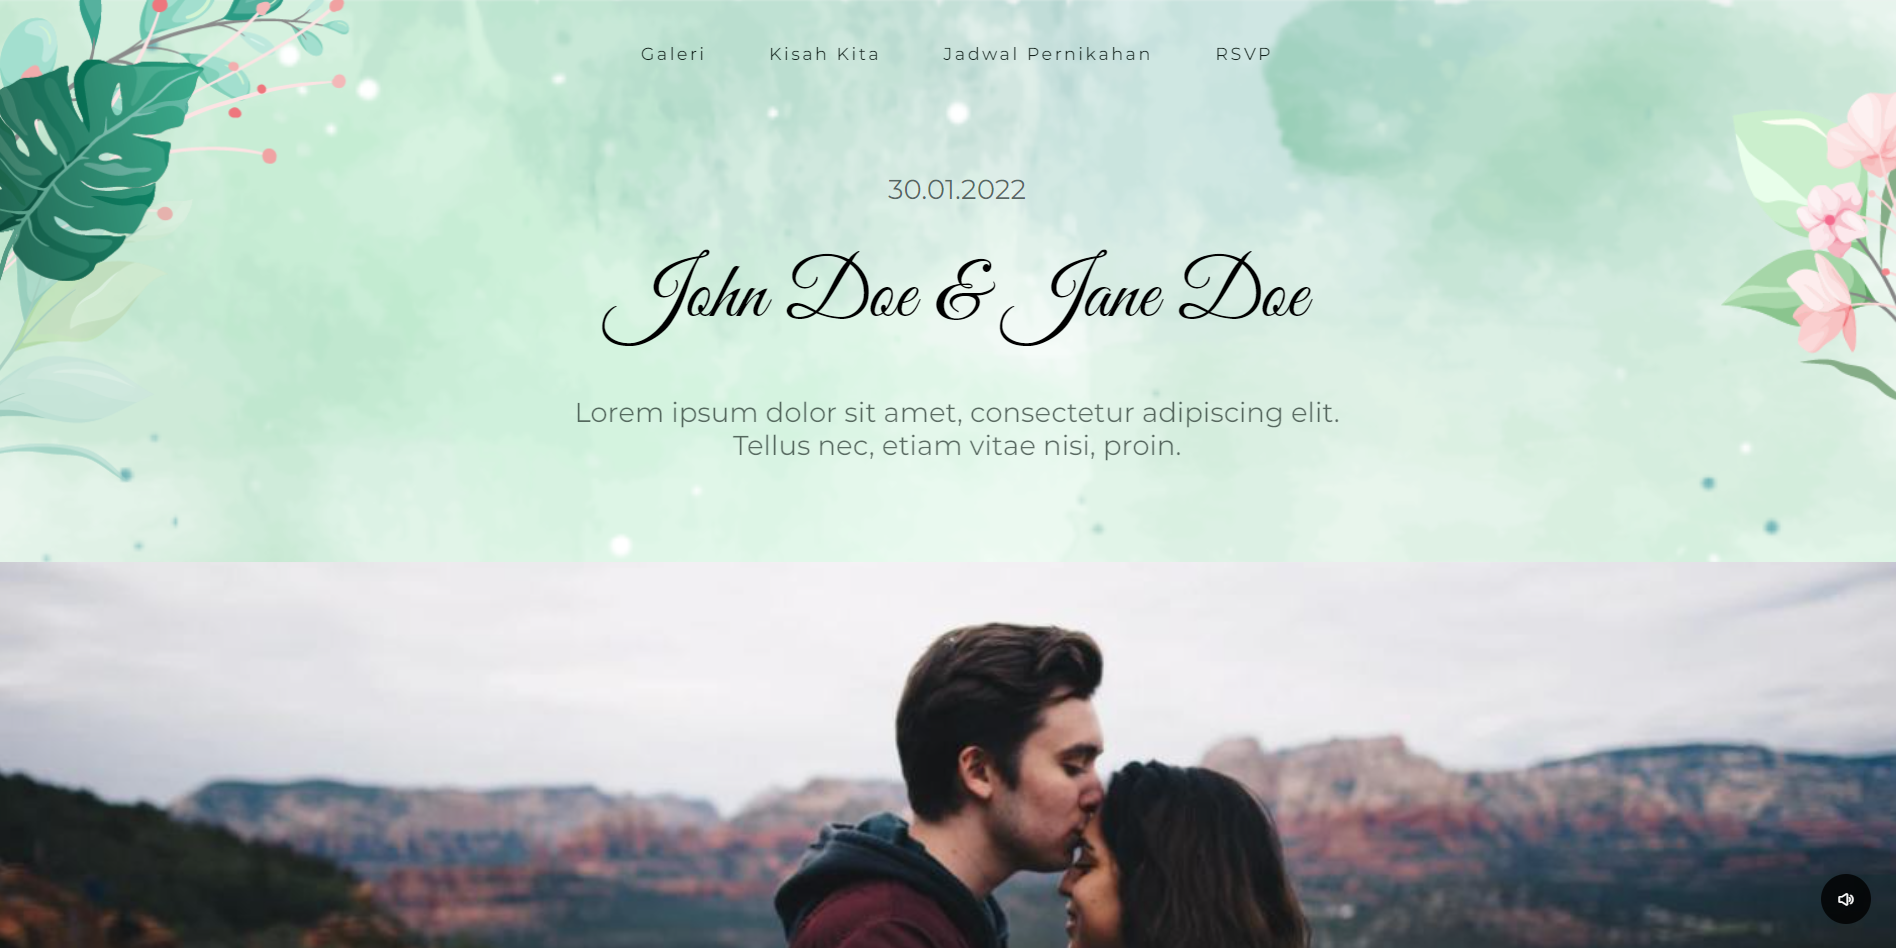 Galeri Kisah Kita Jadwal Pernikahan RSVP
30.01.2022
John Doe & Jane Doe
Lorem ipsum dolor sit amet, consectetur adipiscing elit.
Tellus nec, etiam vitae nisi, proin.